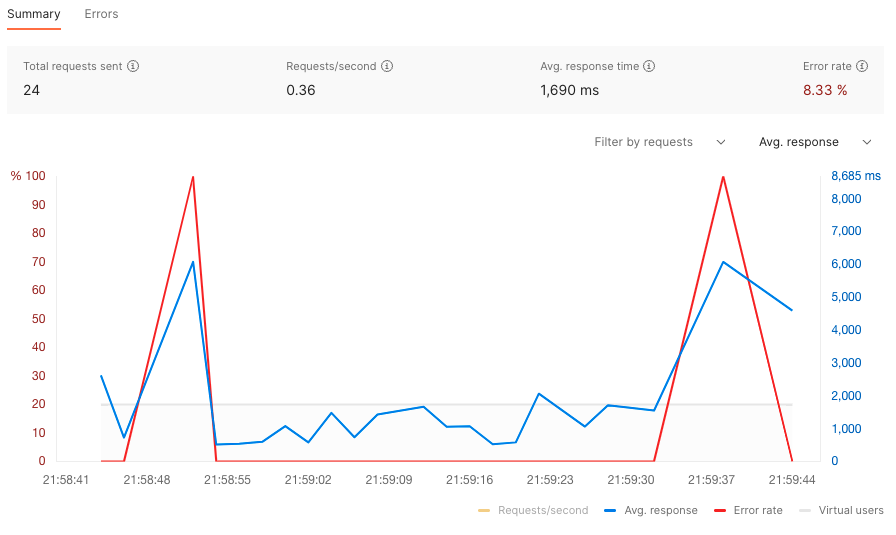 Summary Errors
Total requests sent Requests/second Avg. response time Error rate
24 0.36 1,690 ms 8.33 %
Filter by requests Avg. response
% 100 8,685 ms
90 8,000
80 7,000
70 6,000
60 5,000
50 4,000
40 3,000
30 2,000
20 1,000
10 0
0
21:58:41 21:58:48 21:58:55 21:59:02 21:59:09 21:59:16 21:59:23 21:59:30 21:59:37 21:59:44
Requests/second Avg. response Error rate Virtual users